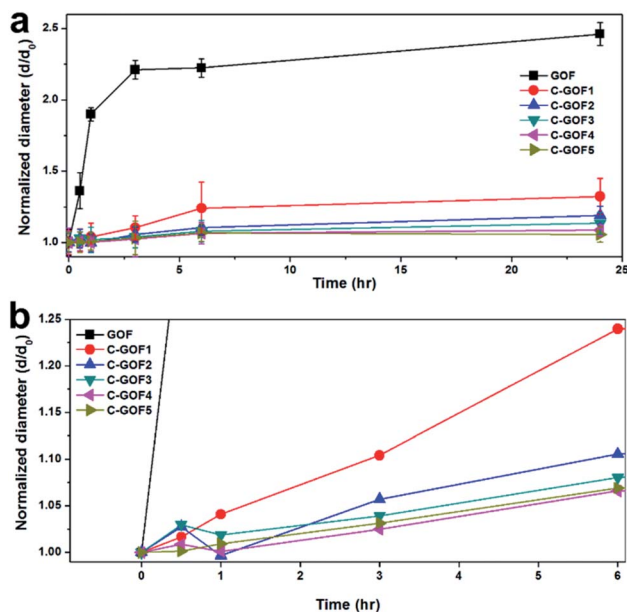 a
Normalized diameter (d/d₀)
2.5
2.0
1.5
1.0
GOF
C-GOF1
C-GOF2
C-GOF3
C-GOF4
C-GOF5
0 5 10 15 20 25
Time (hr)
b
Normalized diameter (d/d₀)
1.25
1.20
1.15
1.10
1.05
1.00
GOF
C-GOF1
C-GOF2
C-GOF3
C-GOF4
C-GOF5
0 1 2 3 4 5 6
Time (hr)